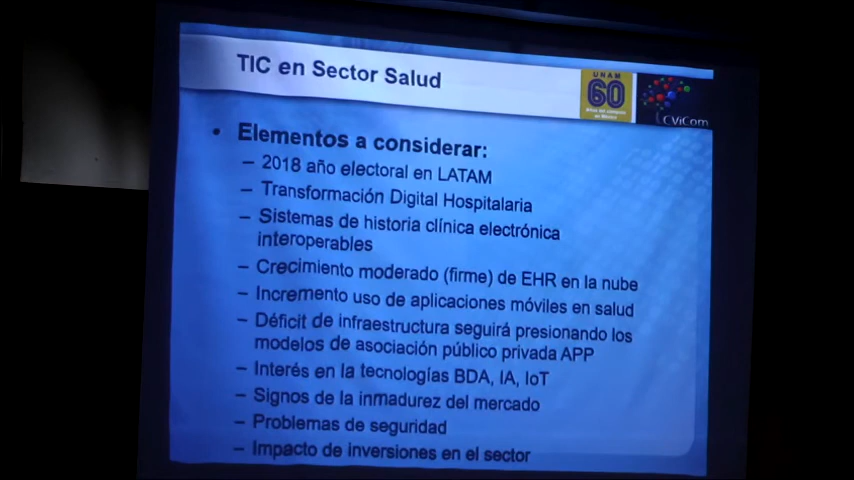 TIC en Sector Salud
UNAM
60
CViCom
• Elementos a considerar:
– 2018 año electoral en LATAM
– Transformación Digital Hospitalaria
– Sistemas de historia clínica electrónica
interoperables
– Crecimiento moderado (firme) de EHR en la nube
– Incremento uso de aplicaciones móviles en salud
– Déficit de infraestructura seguirá presionando los
modelos de asociación público privada APP
– Interés en la tecnologías BDA, IA, IoT
– Signos de la inmadurez del mercado
– Problemas de seguridad
– Impacto de inversiones en el sector